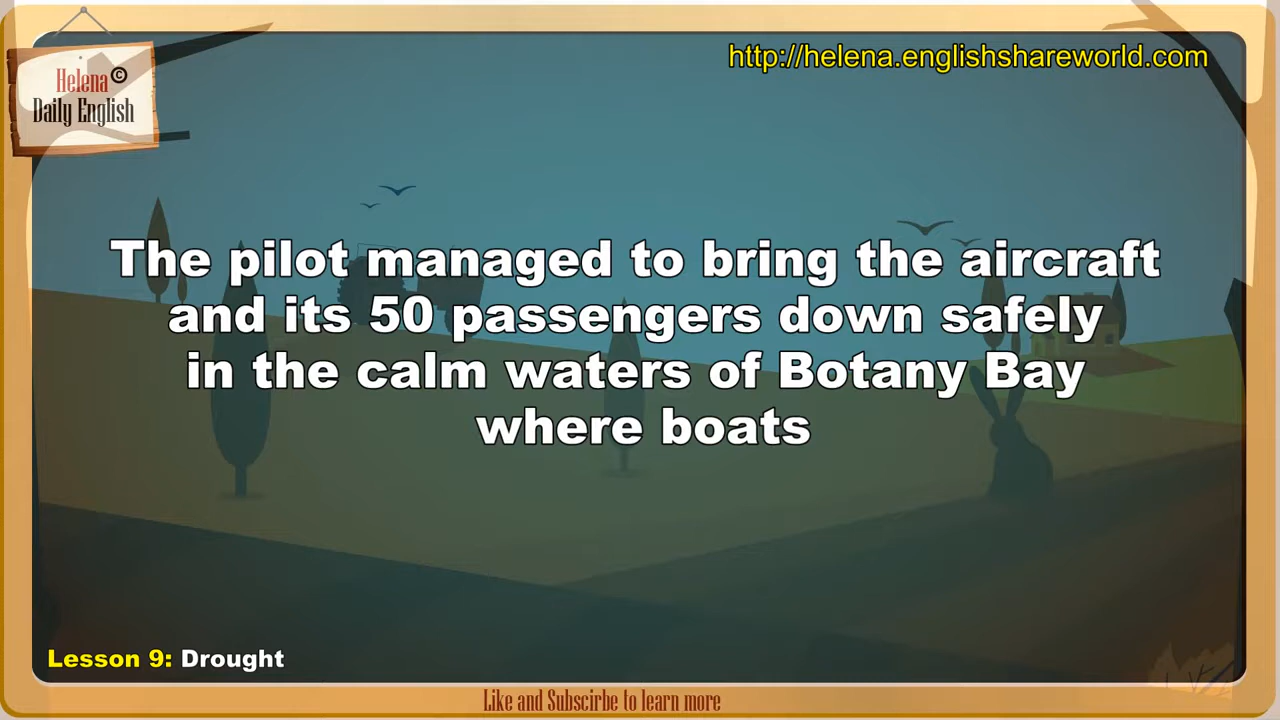 http://helena.englishshareworld.com
Helena©
Daily English
The pilot managed to bring the aircraft
and its 50 passengers down safely
in the calm waters of Botany Bay
where boats
Lesson 9: Drought
Like and Subscirbe to learn more